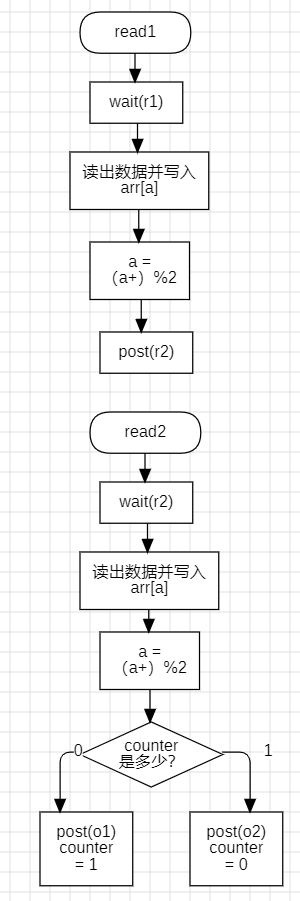 read1
wait(r1)
读出数据并写入
arr[a]
a =
（a+）%2
post(r2)
read2
wait(r2)
读出数据并写入
arr[a]
a =
（a+）%2
counter
是多少？
0
1
post(o1)
counter
= 1
post(o2)
counter
= 0